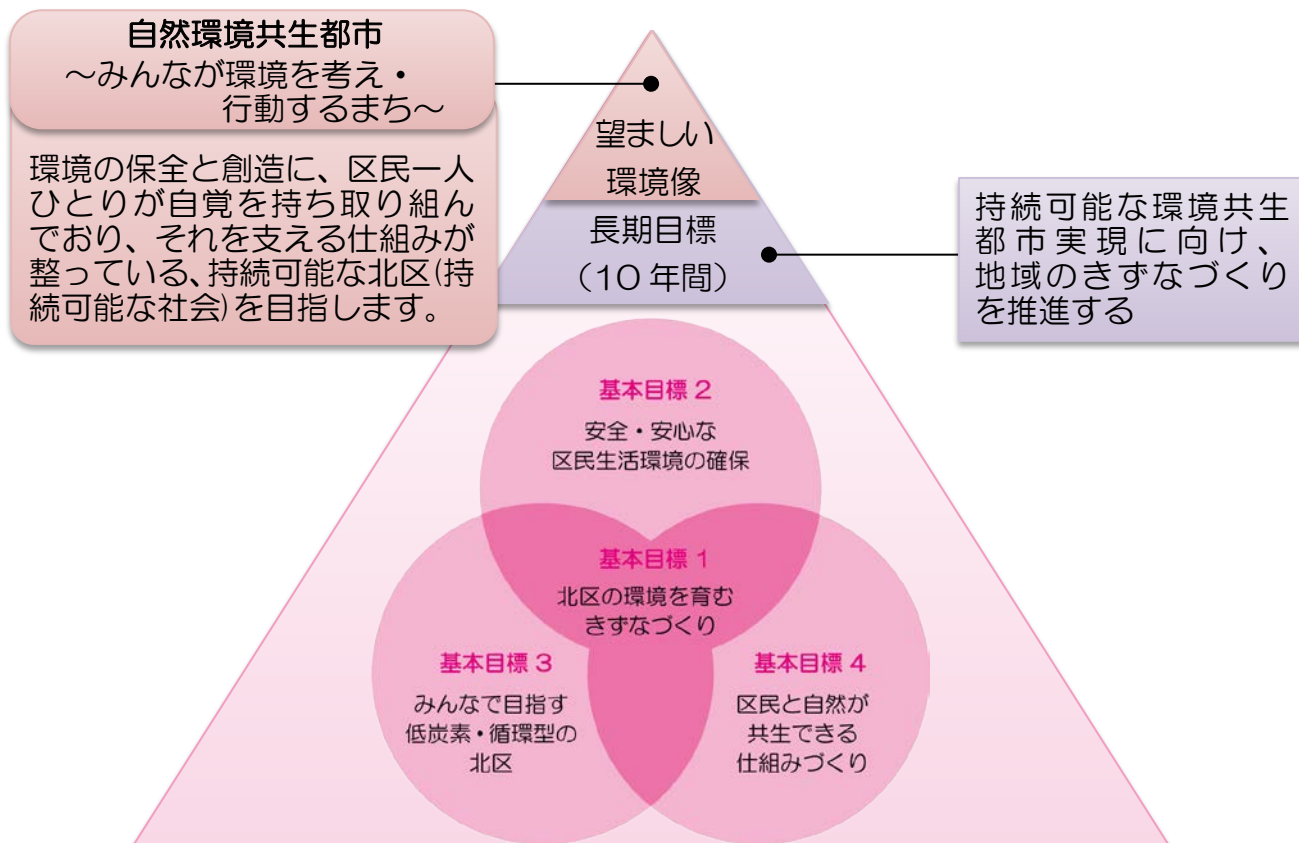 自然環境共生都市
～みんなが環境を考え・
行動するまち～
環境の保全と創造に、区民一人
ひとりが自覚を持ち取り組ん
でおり、それを支える仕組みが
整っている、持続可能な北区(持
続可能な社会)を目指します。
望ましい
環境像
長期目標
（10 年間）
持続可能な環境共生
都市実現に向け、
地域のきずなづくり
を推進する
基本目標 2
安全・安心な
区民生活環境の確保
基本目標 1
北区の環境を育む
きずなづくり
基本目標 3
みんなで目指す
低炭素・循環型の
北区
基本目標 4
区民と自然が
共生できる
仕組みづくり